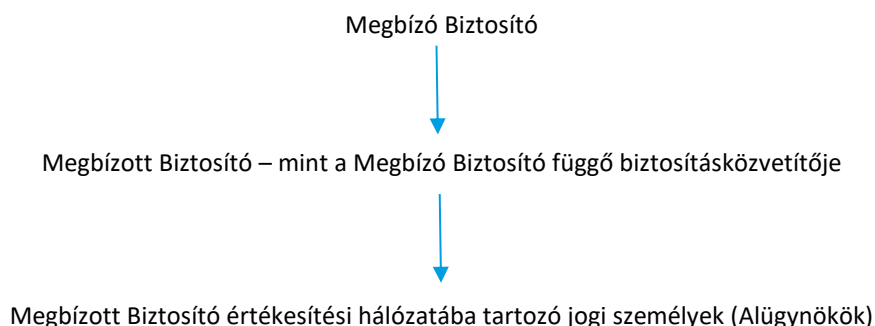 Megbízó Biztosító
Megbízott Biztosító – mint a Megbízó Biztosító függő biztosításközvetítője
Megbízott Biztosító értékesítési hálózatába tartozó jogi személyek (Alügynökök)